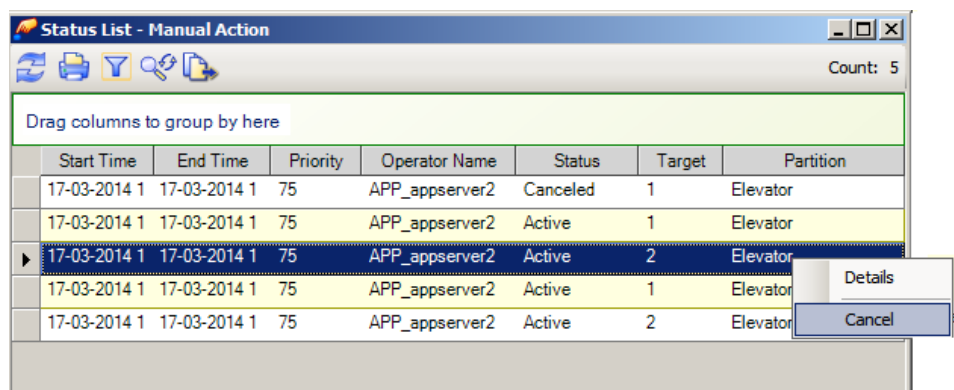 Status List - Manual Action
Count: 5
Drag columns to group by here
Start Time End Time Priority Operator Name Status Target Partition
17-03-2014 1 17-03-2014 1 75 APP_appserver2 Canceled 1 Elevator
17-03-2014 1 17-03-2014 1 75 APP_appserver2 Active 1 Elevator
17-03-2014 1 17-03-2014 1 75 APP_appserver2 Active 2 Elevator
Details
17-03-2014 1 17-03-2014 1 75 APP_appserver2 Active 1 Elevator
Cancel
17-03-2014 1 17-03-2014 1 75 APP_appserver2 Active 2 Elevator